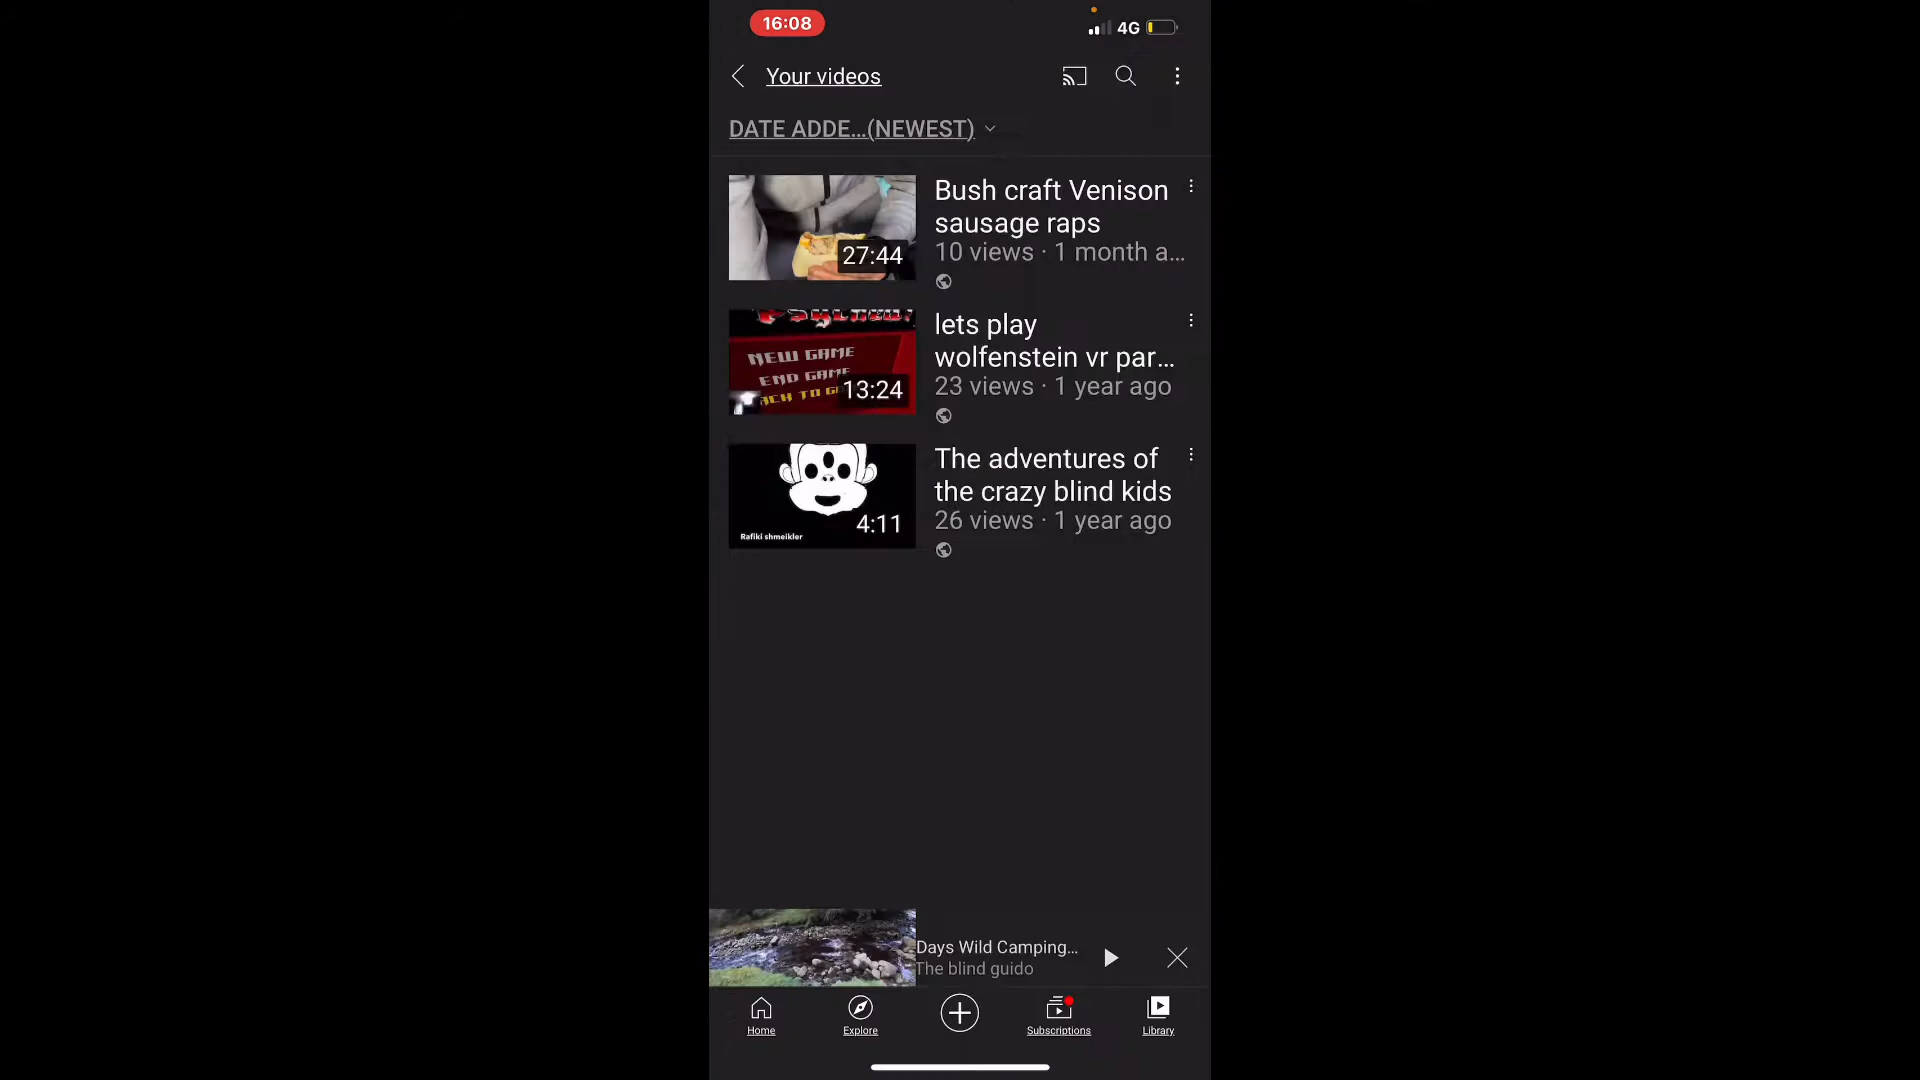 16:08
4G
Your videos
DATE ADDE...(NEWEST)
Bush craft Venison
sausage raps
10 views · 1 month a...
27:44
lets play
wolfenstein vr par...
23 views · 1 year ago
NEW GAME
END GAME
13:24
The adventures of
the crazy blind kids
26 views · 1 year ago
4:11
Rafiki shmeikler
Days Wild Camping...
The blind guido
Home
Explore
Subscriptions
Library